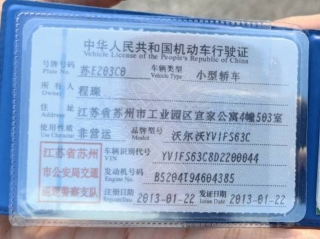 中华人民共和国机动车行驶证
Vehicle License of the People's Republic of China
号牌号码 苏EZ03C0 车辆类型 小型轿车
Plate No. Vehicle Type
所有人 程琛
Owner
住址 江苏省苏州市工业园区宜家公寓4幢503室
Address
使用性质 非营运 品牌型号 沃尔沃YV1FS63C
Use Character Model
江苏省苏州 车辆识别代号 YV1FS63C8D2200044
VIN
市公安局交通 发动机号码 B5204T94604385
Engine No.
巡逻警察支队 注册日期 2013-01-22 发证日期 2013-01-22
Register Date Issue Date